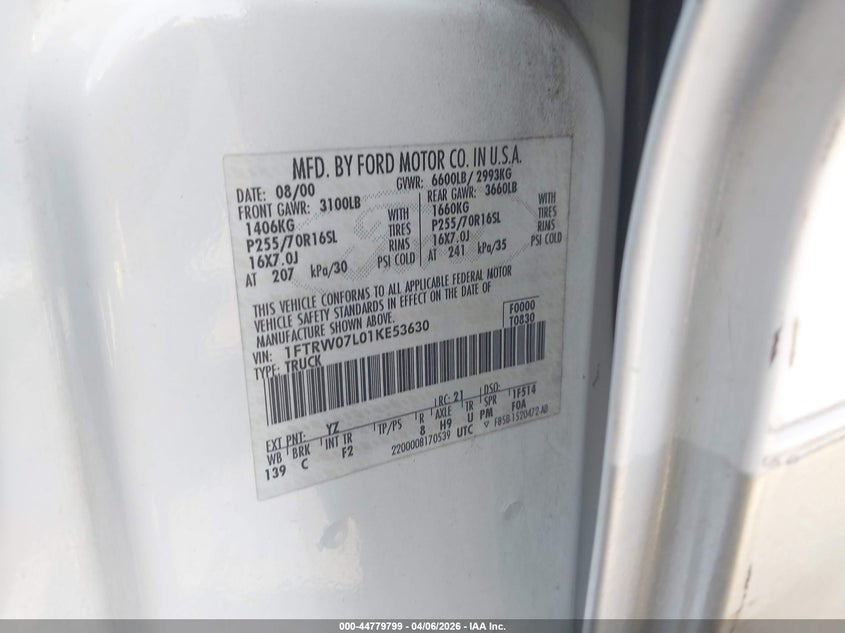 MFD. BY FORD MOTOR CO. IN U.S.A.
DATE: 08/00 GVWR: 6600LB/ 2993KG
FRONT GAWR: 3100LB REAR GAWR: 3660LB
1406KG WITH 1660KG WITH
P255/70R16SL TIRES P255/70R16SL TIRES
16X7.0J RIMS 16X7.0J RIMS
AT 207 kPa/30 PSI COLD AT 241 kPa/35 PSI COLD
THIS VEHICLE CONFORMS TO ALL APPLICABLE FEDERAL MOTOR
VEHICLE SAFETY STANDARDS IN EFFECT ON THE DATE OF
MANUFACTURE SHOWN ABOVE. F0000
VIN: 1FTRW07L01KE53630 T0830
TYPE: TRUCK
EXT PNT: YZ RC: 21 DSO:
WB BRK INT TR TP/PS R AXLE TR SPR 1F514
139 C F2 8 H9 U PM F0A
2200008170539 UTC ▽ F85B-1520472-AB
000-44779799 - 04/06/2026 - IAA Inc.